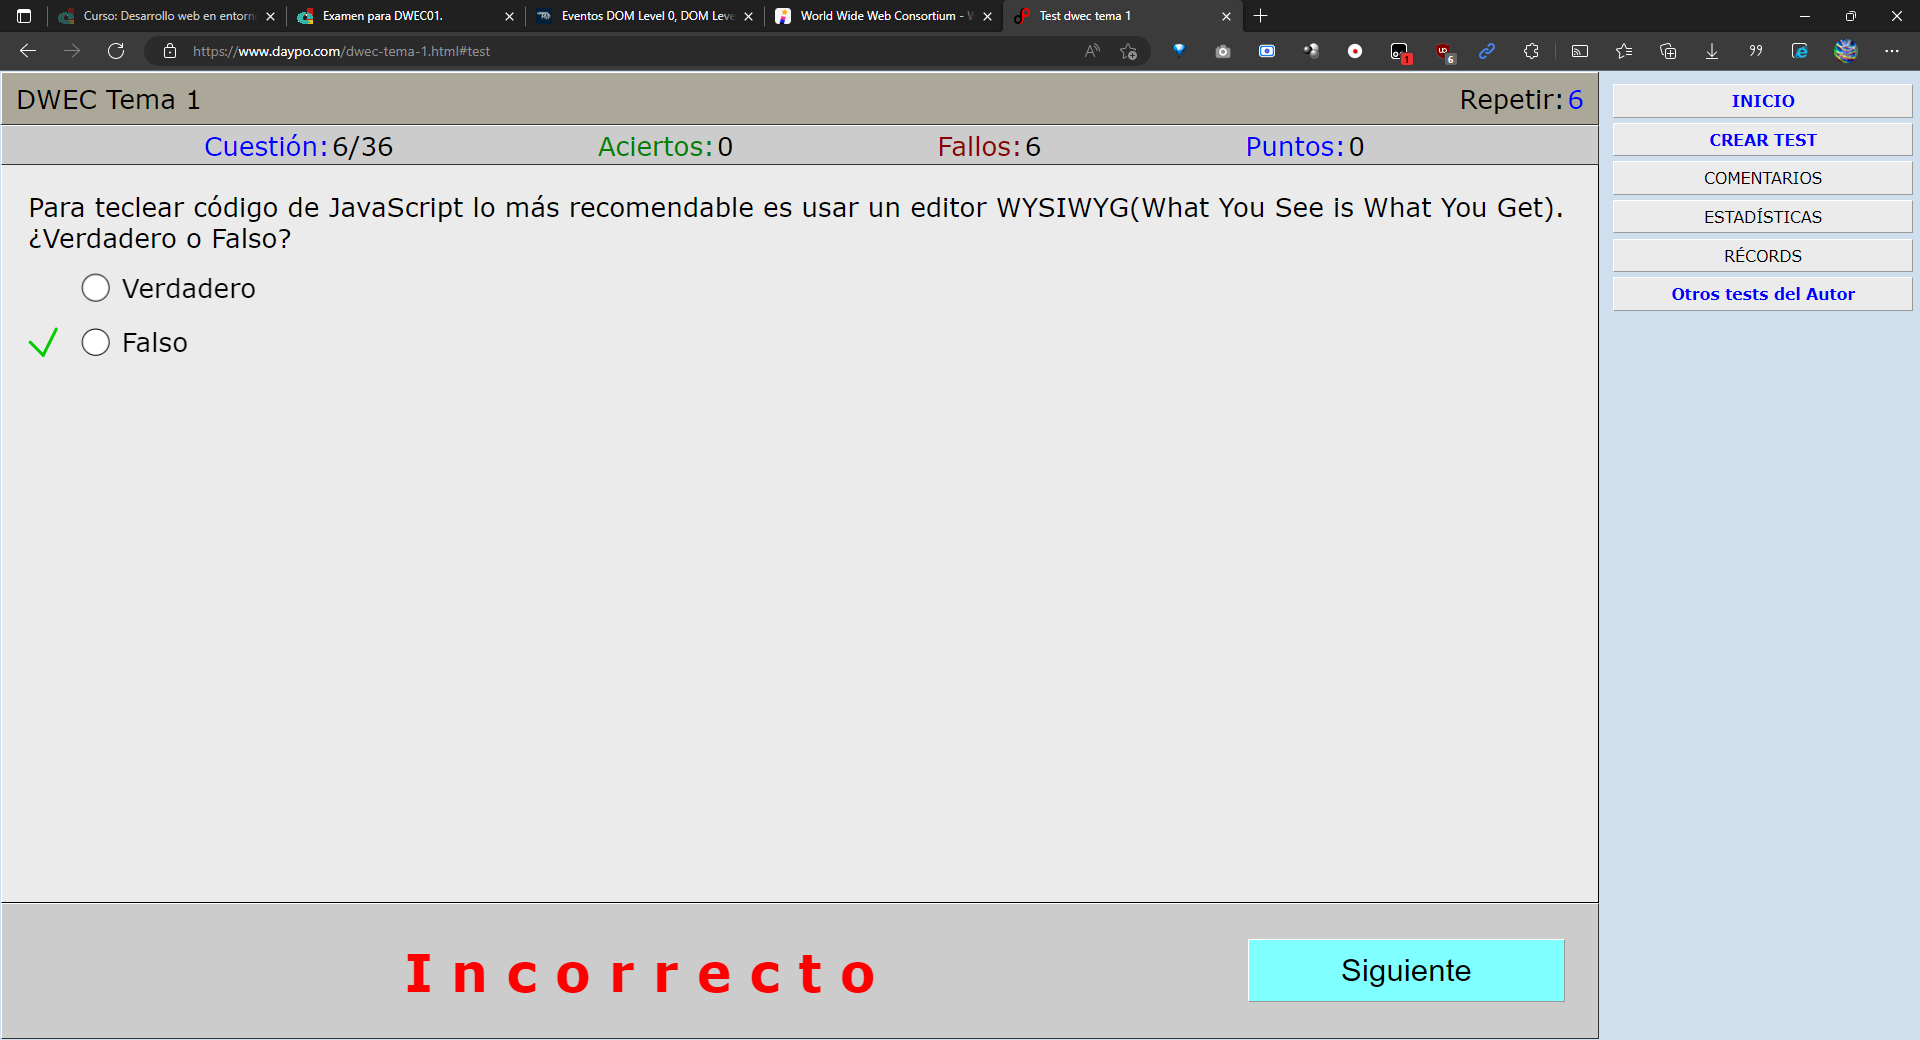 Curso: Desarrollo web en entorn
Examen para DWEC01.
Eventos DOM Level 0, DOM Leve
World Wide Web Consortium - W
Test dwec tema 1
https://www.daypo.com/dwec-tema-1.html#test
1
6
DWEC Tema 1
Repetir: 6
Cuestión: 6/36
Aciertos: 0
Fallos: 6
Puntos: 0
Para teclear código de JavaScript lo más recomendable es usar un editor WYSIWYG(What You See is What You Get).
¿Verdadero o Falso?
Verdadero
Falso
Incorrecto
Siguiente
INICIO
CREAR TEST
COMENTARIOS
ESTADÍSTICAS
RÉCORDS
Otros tests del Autor